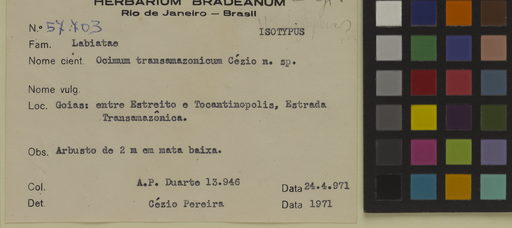 HERBARIUM BRADEANUM
Rio de Janeiro – Brasil
N.º 57.703 ISOTYPUS
Fam. Labiatae
Nome cient. Ocimum transamazonicum Cézio n. sp.
Nome vulg.
Loc. Goias: entre Estreito e Tocantinopolis, Estrada
Transamazônica.
Obs. Arbusto de 2 m em mata baixa.
Col. A.P. Duarte 13.946 Data 24.4.971
Det. Cézio Pereira Data 1971